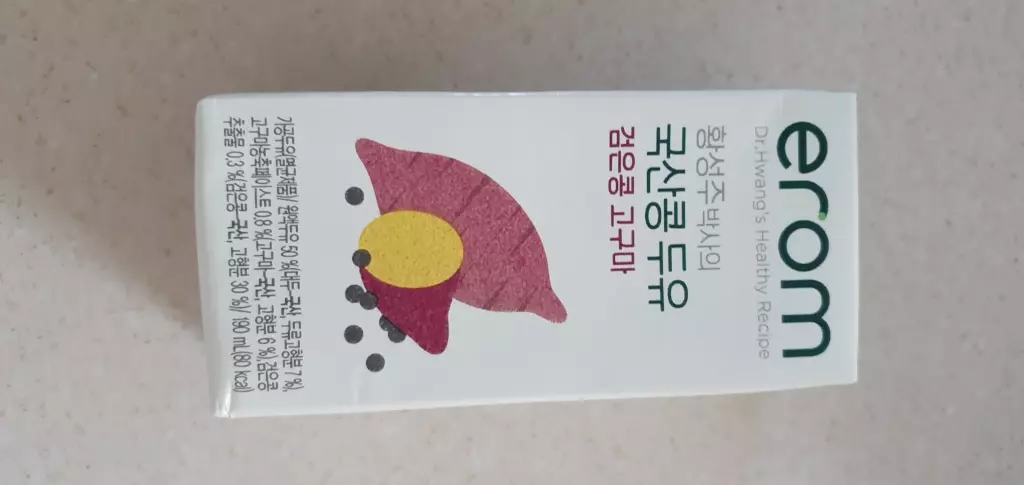 erom
Dr.Hwang's Healthy Recipe
황성주 박사의
국산콩 두유
검은콩 고구마
가공두유(멸균제품)/ 원액두유 50 %(대두-국산, 두류고형분 7 %),
고구마농축페이스트 0.8 %(고구마-국산, 고형분 6 %),검은콩
추출물 0.3 %(검은콩-국산, 고형분 30 %)/ 190 mL(80 kcal)